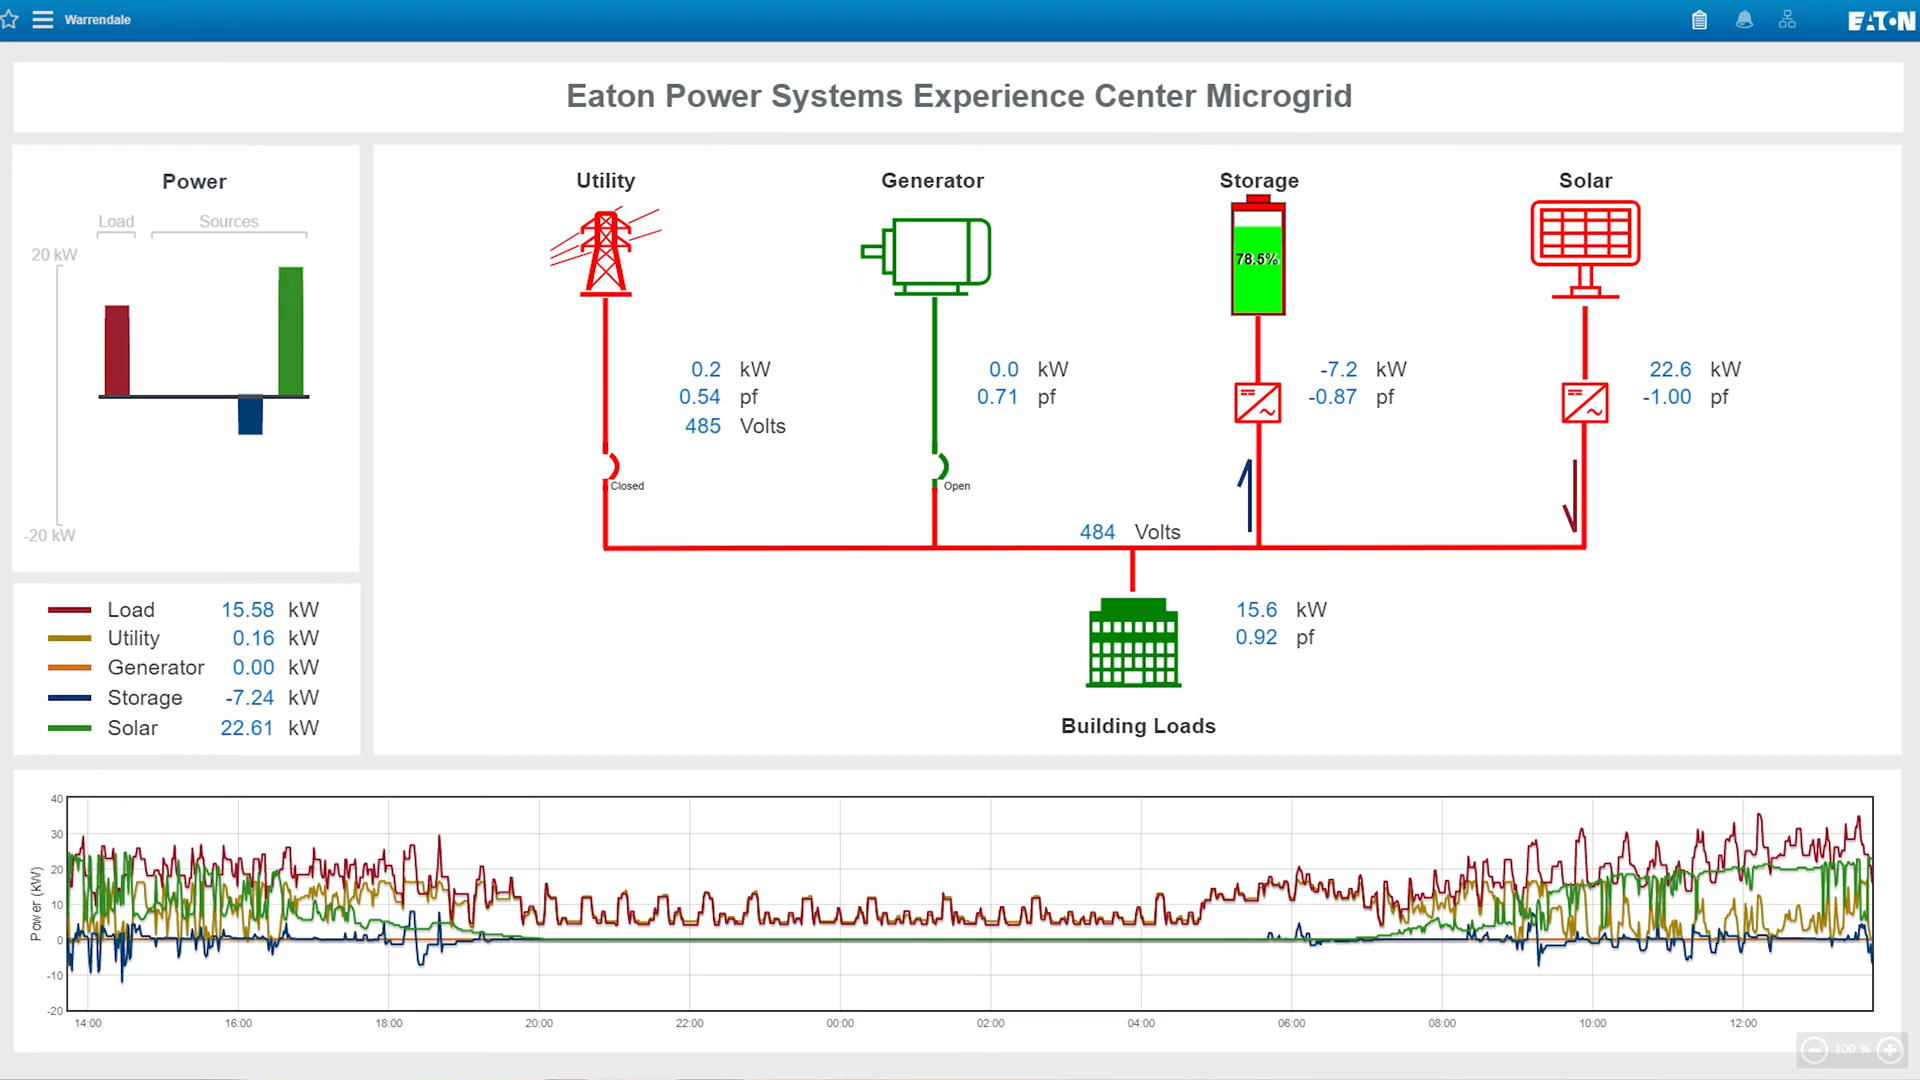 Warrendale
EATON
Eaton Power Systems Experience Center Microgrid
Power
Load Sources
20 kW
-20 kW
Utility Generator Storage Solar
78.5%
0.2 kW 0.0 kW -7.2 kW 22.6 kW
0.54 pf 0.71 pf -0.87 pf -1.00 pf
485 Volts
Closed Open
484 Volts
15.6 kW
0.92 pf
Building Loads
Load 15.58 kW
Utility 0.16 kW
Generator 0.00 kW
Storage -7.24 kW
Solar 22.61 kW
Power (kW)
40
30
20
10
0
-10
-20
14:00 16:00 18:00 20:00 22:00 00:00 02:00 04:00 06:00 08:00 10:00 12:00
100 %